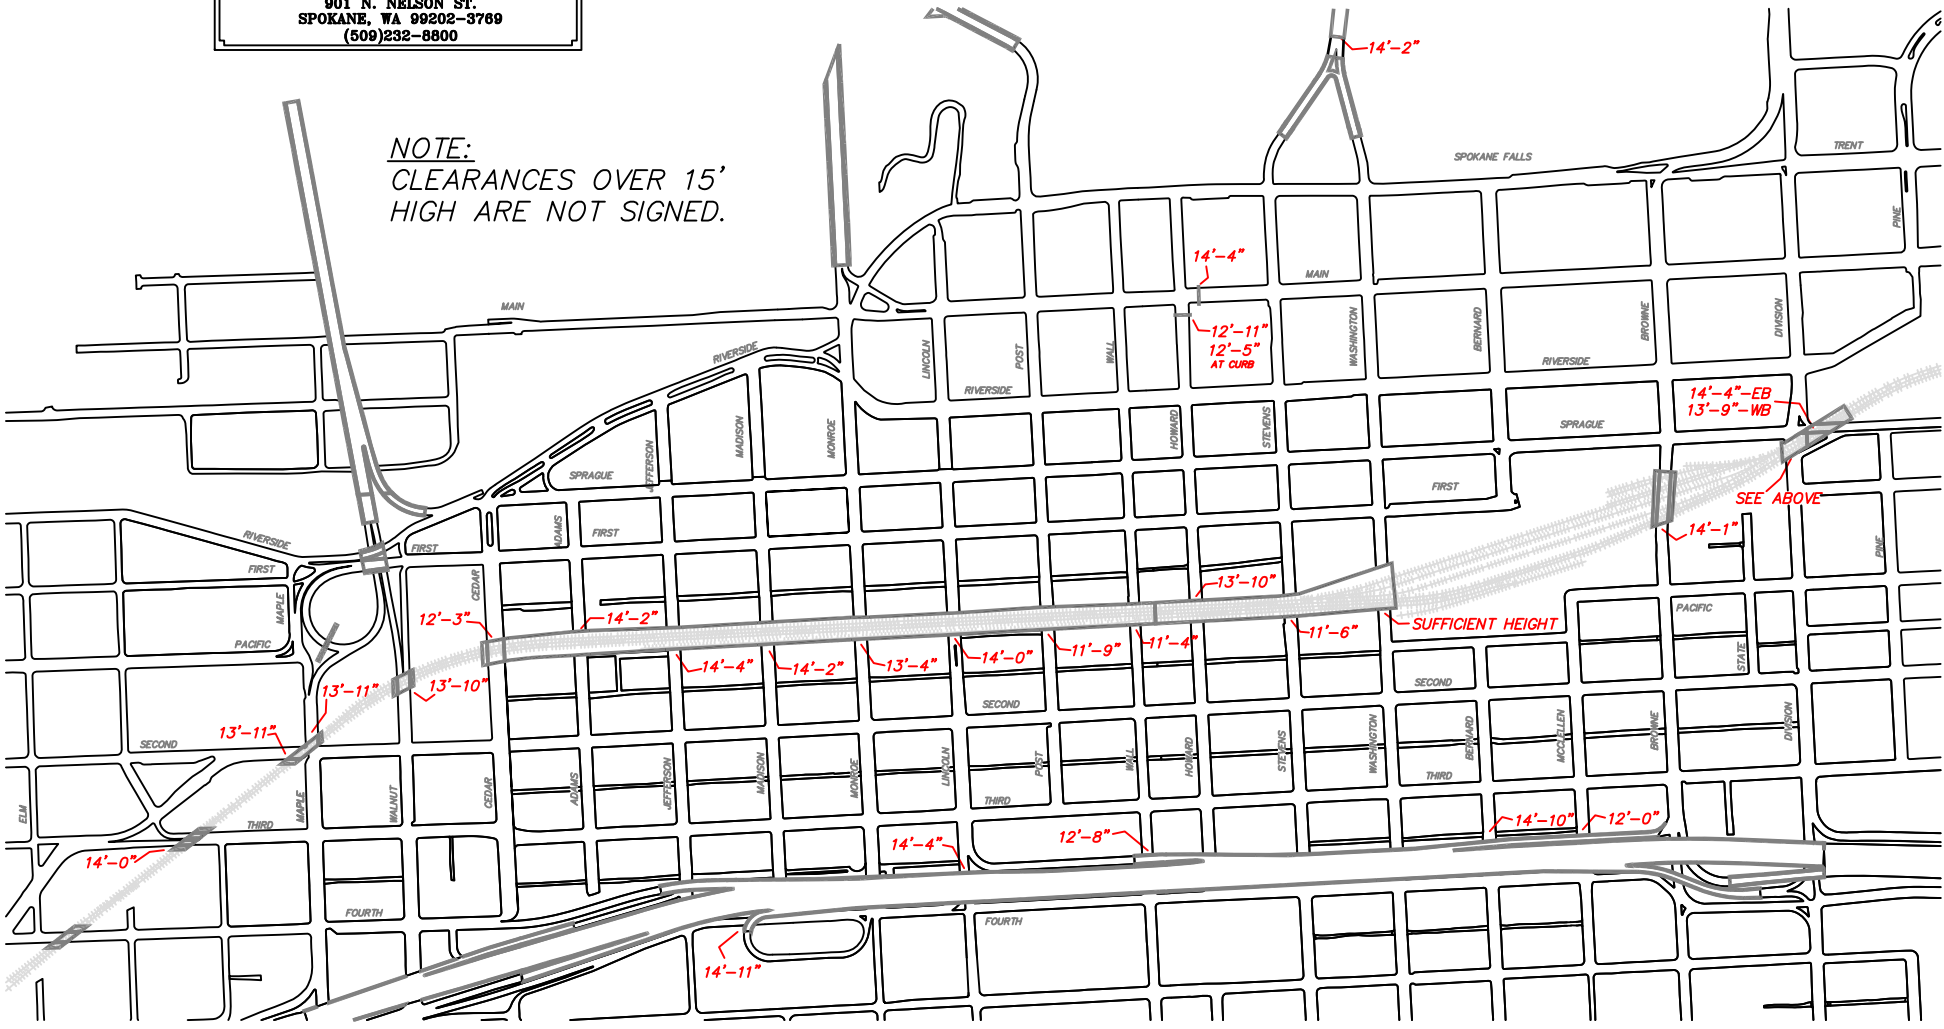 901 N. NELSON ST.
SPOKANE, WA 99202-3769
(509)232-8800
14'-2"
NOTE:
CLEARANCES OVER 15'
HIGH ARE NOT SIGNED.
SPOKANE FALLS
TRENT
PINE
14'-4"
MAIN
MAIN
12'-11"
12'-5"
AT CURB
WASHINGTON
BERNARD
BROWNE
DIVISION
RIVERSIDE
LINCOLN
POST
WALL
RIVERSIDE
RIVERSIDE
14'-4"-EB
13'-9"-WB
MADISON
MONROE
HOWARD
STEVENS
SPRAGUE
JEFFERSON
SPRAGUE
FIRST
SEE ABOVE
14'-1"
RIVERSIDE
ADAMS
FIRST
FIRST
FIRST
PINE
CEDAR
MAPLE
13'-10"
PACIFIC
12'-3"
14'-2"
SUFFICIENT HEIGHT
11'-6"
PACIFIC
14'-4"
14'-2"
13'-4"
14'-0"
11'-9"
11'-4"
STATE
13'-11"
13'-10"
SECOND
SECOND
13'-11"
SECOND
WASHINGTON
BERNARD
MCCLELLEN
BROWNE
DIVISION
ELM
MAPLE
WALNUT
CEDAR
ADAMS
JEFFERSON
MADISON
MONROE
LINCOLN
POST
WALL
HOWARD
STEVENS
THIRD
THIRD
THIRD
14'-0"
14'-4"
12'-8"
14'-10"
12'-0"
FOURTH
FOURTH
14'-11"